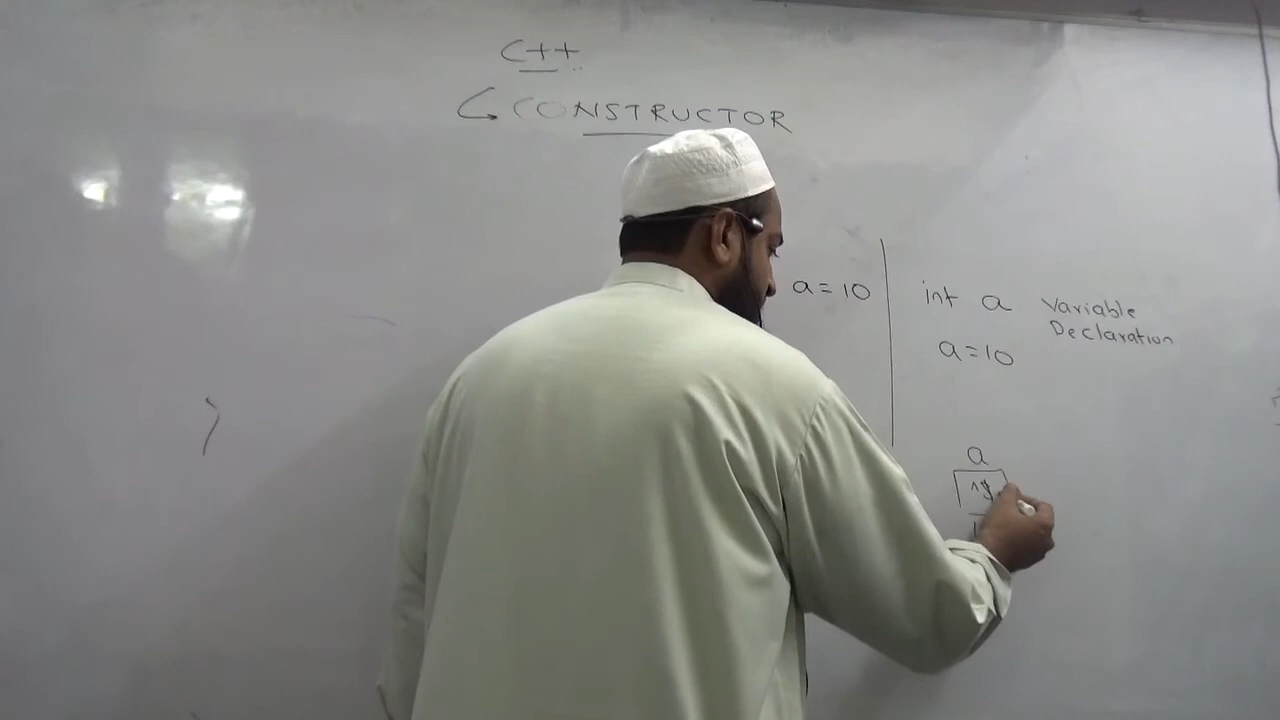 C++
CONSTRUCTOR
a=10
int a Variable
Declaration
a=10
a